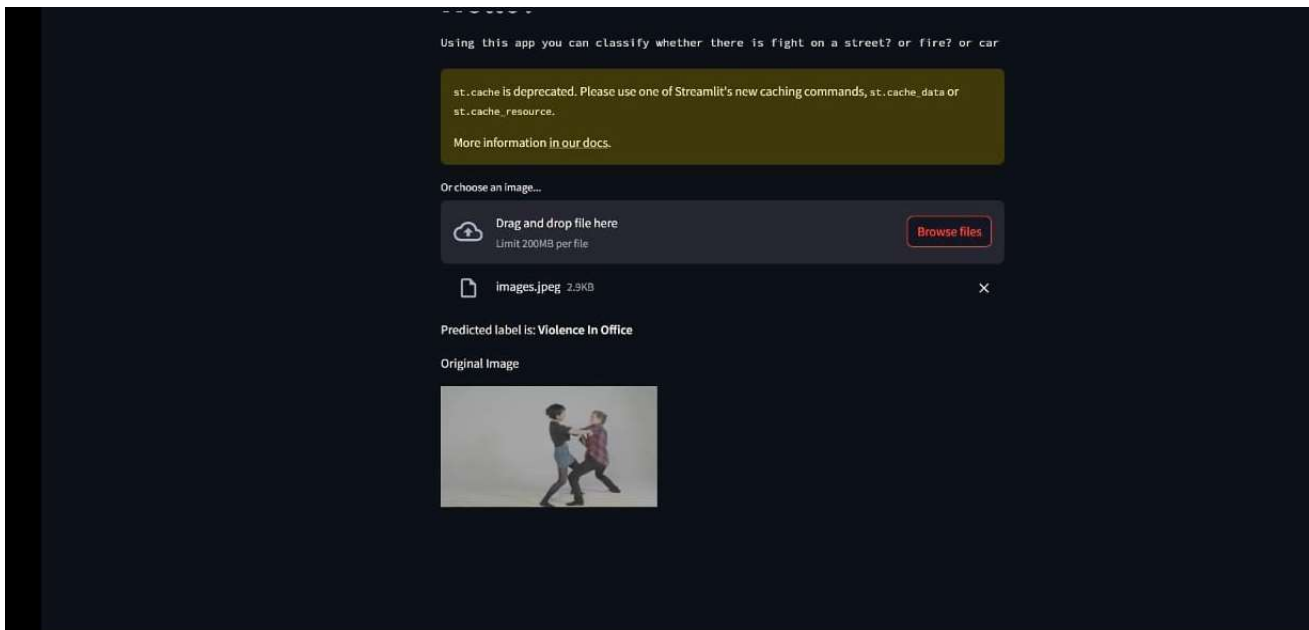 Using this app you can classify whether there is fight on a street? or fire? or car
st.cache is deprecated. Please use one of Streamlit's new caching commands, st.cache_data or
st.cache_resource.
More information in our docs.
Or choose an image...
Drag and drop file here
Limit 200MB per file
Browse files
images.jpeg 2.9KB
Predicted label is: Violence In Office
Original Image